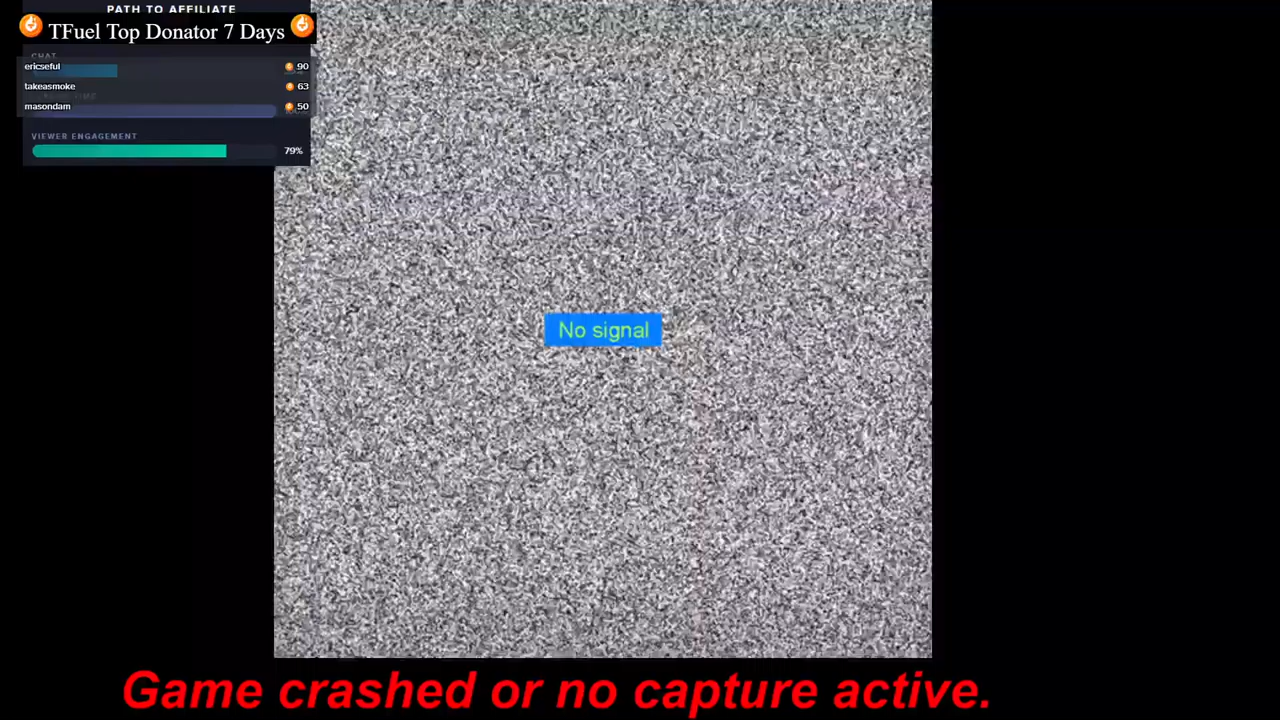 PATH TO AFFILIATE
TFuel Top Donator 7 Days
CHAT
ericseful 90
takeasmoke 63
masondam 50
VIEWER ENGAGEMENT
79%
No signal
Game crashed or no capture active.